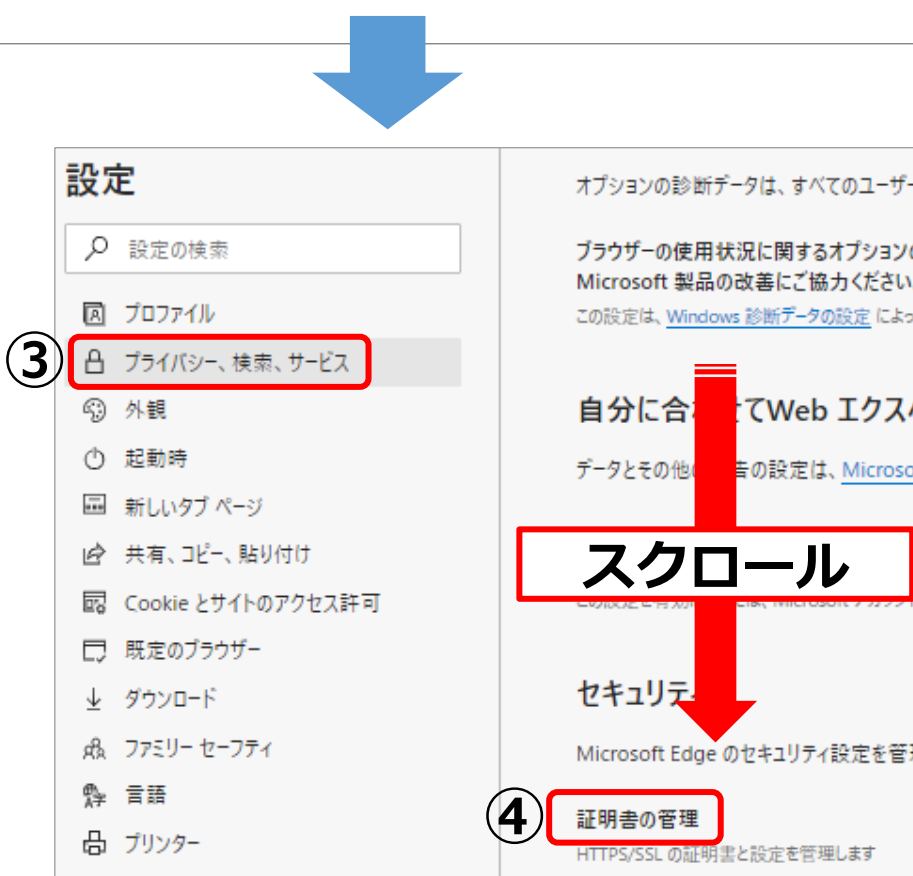 設定
設定の検索
プロファイル
③ プライバシー、検索、サービス
外観
起動時
新しいタブ ページ
共有、コピー、貼り付け
Cookie とサイトのアクセス許可
既定のブラウザー
ダウンロード
ファミリー セーフティ
言語
プリンター
オプションの診断データは、すべてのユーザー
ブラウザーの使用状況に関するオプション
Microsoft 製品の改善にご協力ください
この設定は、Windows 診断データの設定 によっ
自分に合 てWeb エクス
データとその他 告の設定は、Microso
スクロール
セキュリティ
Microsoft Edge のセキュリティ設定を管
④ 証明書の管理
HTTPS/SSL の証明書と設定を管理します